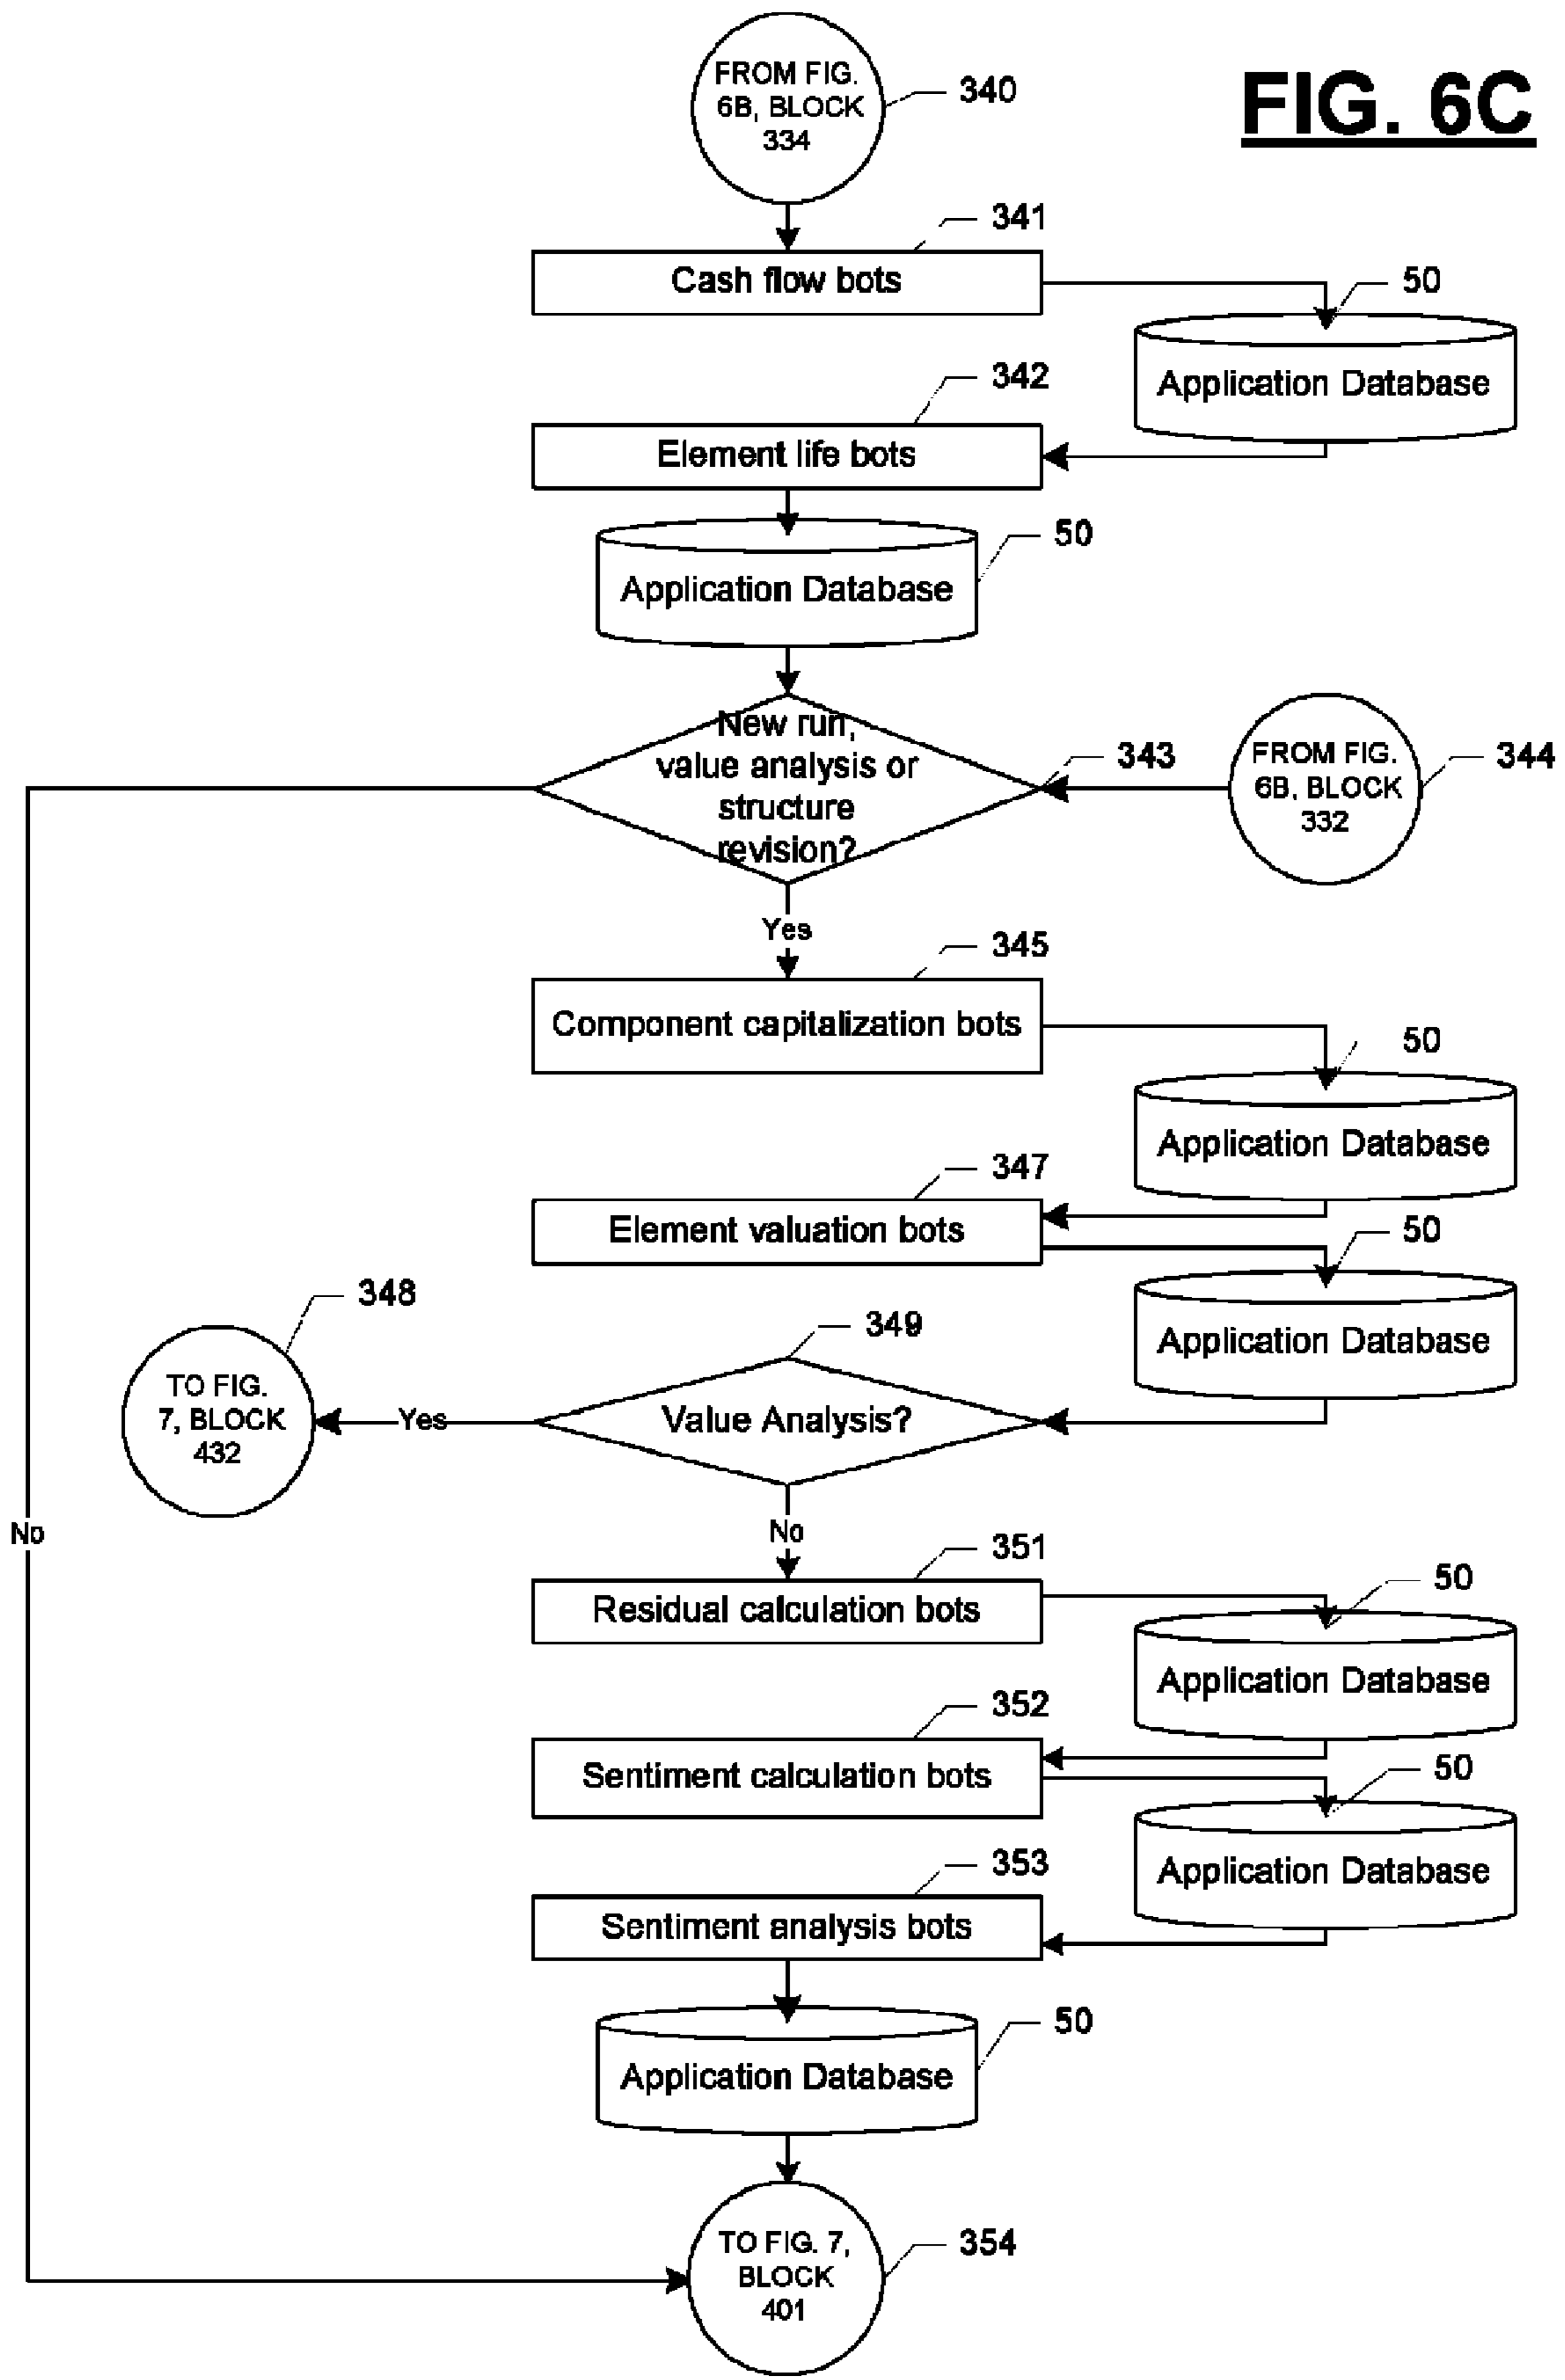 FROM FIG.
6B, BLOCK
334
340
FIG. 6C
341
Cash flow bots
50
Application Database
342
Element life bots
50
Application Database
New run,
value analysis or
structure
revision?
343
FROM FIG.
6B, BLOCK
332
344
Yes
345
Component capitalization bots
50
Application Database
347
Element valuation bots
50
Application Database
348
TO FIG.
7, BLOCK
432
349
Yes
Value Analysis?
No
No
351
Residual calculation bots
50
Application Database
352
Sentiment calculation bots
50
Application Database
353
Sentiment analysis bots
50
Application Database
TO FIG. 7,
BLOCK
401
354